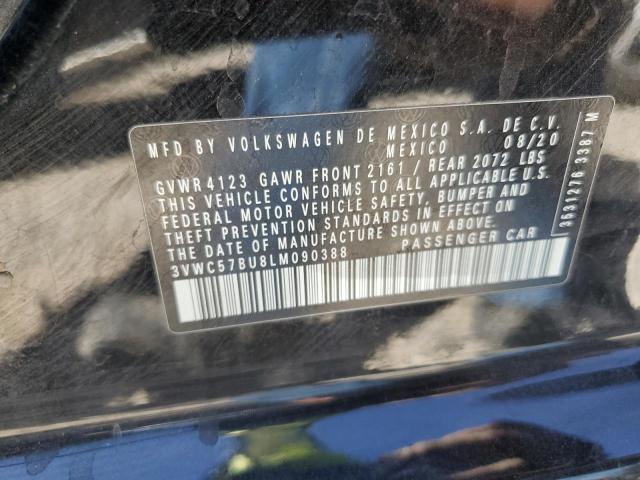 MFD BY VOLKSWAGEN DE MEXICO S.A. DE C.V.
MEXICO 08/20
GVWR 4123 GAWR FRONT 2161 / REAR 2072 LBS
THIS VEHICLE CONFORMS TO ALL APPLICABLE U.S.
FEDERAL MOTOR VEHICLE SAFETY, BUMPER AND
THEFT PREVENTION STANDARDS IN EFFECT ON
THE DATE OF MANUFACTURE SHOWN ABOVE.
3VWC57BU8LM090388 PASSENGER CAR
3631276 3387 M